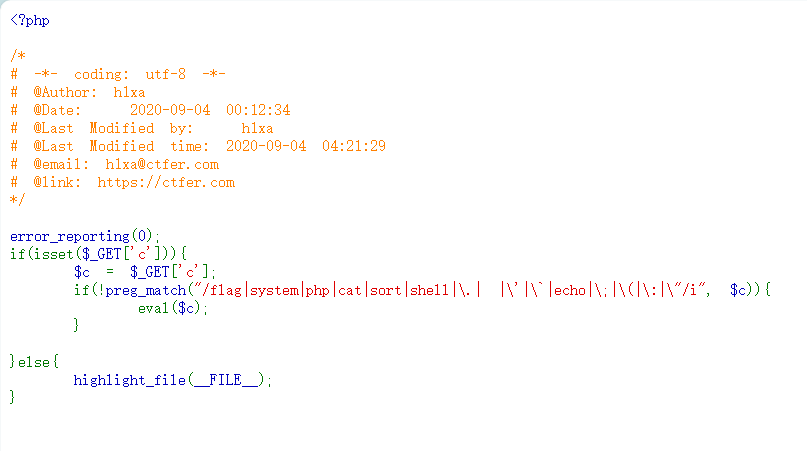 <?php
/*
# -*- coding: utf-8 -*-
# @Author: h1xa
# @Date:   2020-09-04 00:12:34
# @Last Modified by:   h1xa
# @Last Modified time: 2020-09-04 04:21:29
# @email: h1xa@ctfer.com
# @link: https://ctfer.com
*/
error_reporting(0);
if(isset($_GET['c'])){
    $c = $_GET['c'];
    if(!preg_match("/flag|system|php|cat|sort|shell|\.| |\'|\`|echo|\;|\(|\:|\"/i", $c)){
        eval($c);
    }
}else{
    highlight_file(__FILE__);
}